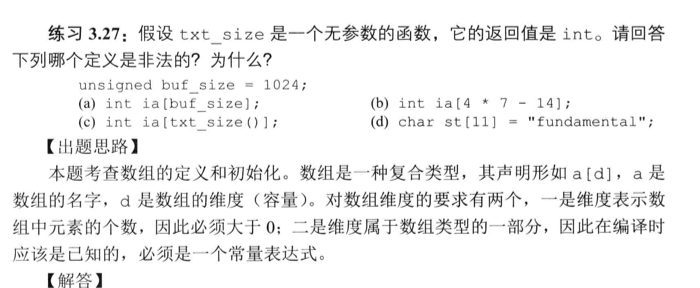 练习 3.27：假设 txt_size 是一个无参数的函数，它的返回值是 int。请回答
下列哪个定义是非法的？为什么？
unsigned buf_size = 1024;
(a) int ia[buf_size];    (b) int ia[4 * 7 - 14];
(c) int ia[txt_size()];    (d) char st[11] = "fundamental";
【出题思路】
本题考查数组的定义和初始化。数组是一种复合类型，其声明形如 a[d]，a 是
数组的名字，d 是数组的维度（容量）。对数组维度的要求有两个，一是维度表示数
组中元素的个数，因此必须大于 0；二是维度属于数组类型的一部分，因此在编译时
应该是已知的，必须是一个常量表达式。
【解答】